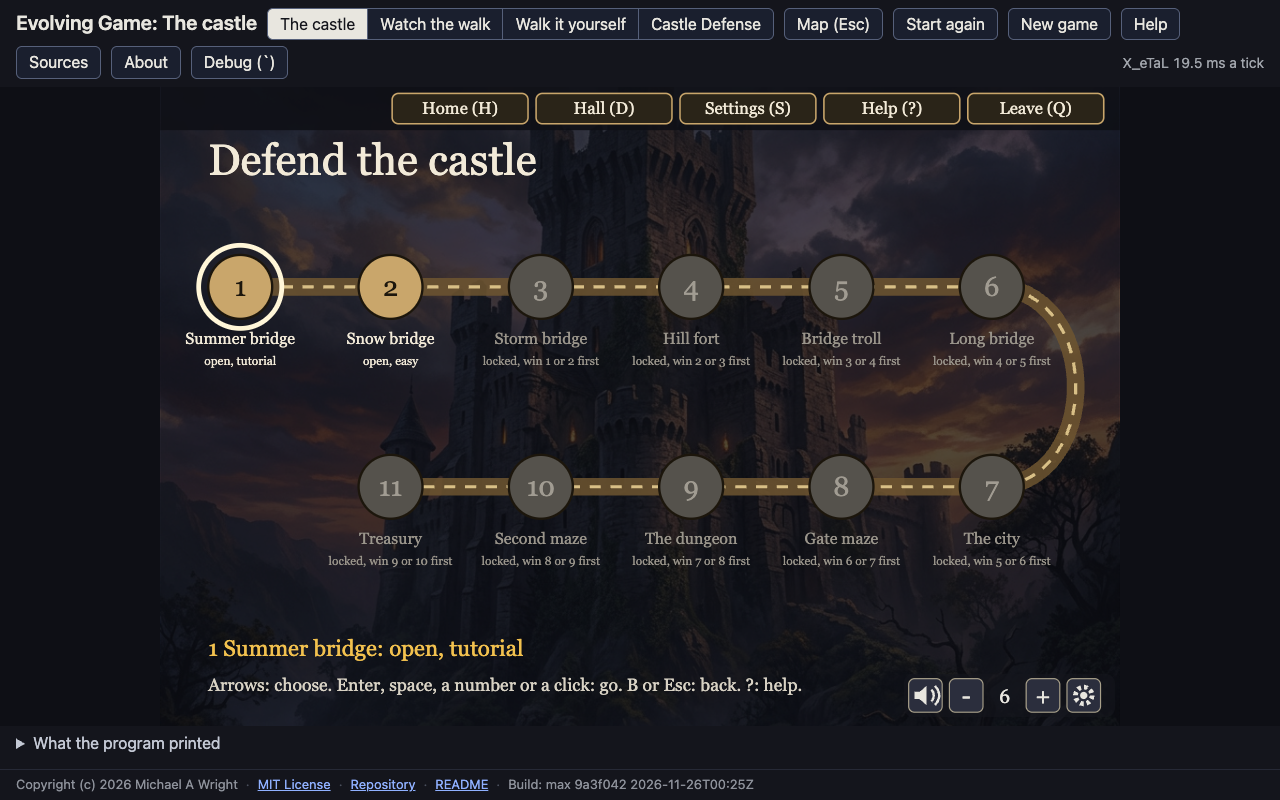 Evolving Game: The castle
The castle
Watch the walk
Walk it yourself
Castle Defense
Map (Esc)
Start again
New game
Help
Sources
About
Debug (`)
X_eTaL 19.5 ms a tick
Home (H)
Hall (D)
Settings (S)
Help (?)
Leave (Q)
Defend the castle
1
2
3
4
5
6
Summer bridge
Snow bridge
Storm bridge
Hill fort
Bridge troll
Long bridge
open, tutorial
open, easy
locked, win 1 or 2 first
locked, win 2 or 3 first
locked, win 3 or 4 first
locked, win 4 or 5 first
11
10
9
8
7
Treasury
Second maze
The dungeon
Gate maze
The city
locked, win 9 or 10 first
locked, win 8 or 9 first
locked, win 7 or 8 first
locked, win 6 or 7 first
locked, win 5 or 6 first
1 Summer bridge: open, tutorial
Arrows: choose. Enter, space, a number or a click: go. B or Esc: back. ?: help.
- 6 +
What the program printed
Copyright (c) 2026 Michael A Wright · MIT License · Repository · README · Build: max 9a3f042 2026-11-26T00:25Z